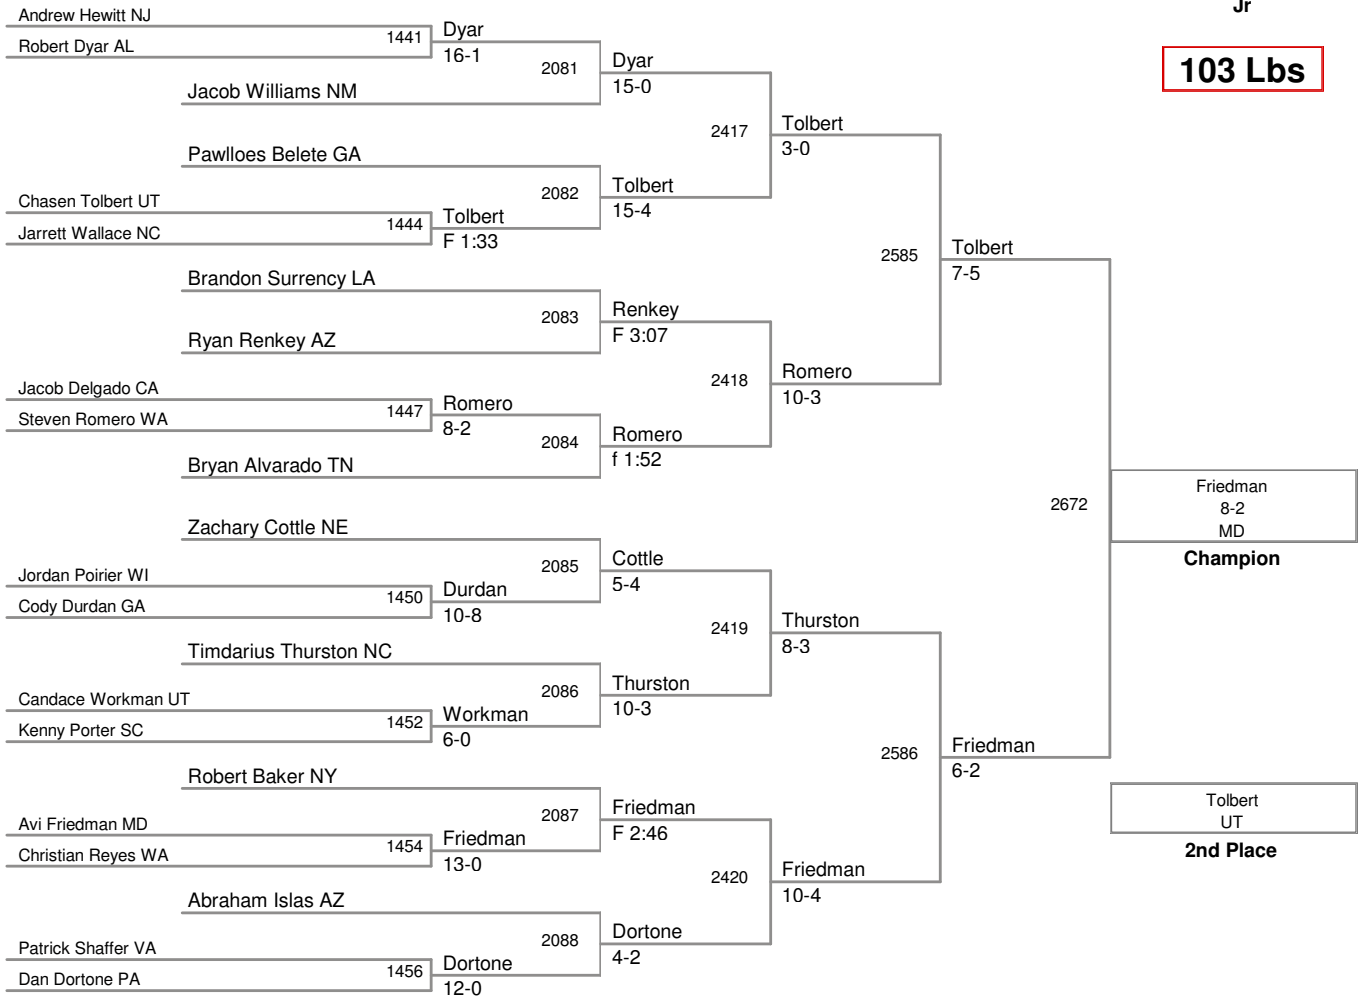 Jr
103 Lbs
Andrew Hewitt NJ
Robert Dyar AL
1441
Dyar
16-1
Jacob Williams NM
2081
Dyar
15-0
Pawlloes Belete GA
Chasen Tolbert UT
Jarrett Wallace NC
1444
Tolbert
F 1:33
2082
Tolbert
15-4
2417
Tolbert
3-0
Brandon Surrency LA
Ryan Renkey AZ
2083
Renkey
F 3:07
Jacob Delgado CA
Steven Romero WA
1447
Romero
8-2
Bryan Alvarado TN
2084
Romero
f 1:52
2418
Romero
10-3
2585
Tolbert
7-5
Zachary Cottle NE
Jordan Poirier WI
Cody Durdan GA
1450
Durdan
10-8
2085
Cottle
5-4
Timdarius Thurston NC
Candace Workman UT
Kenny Porter SC
1452
Workman
6-0
2086
Thurston
10-3
2419
Thurston
8-3
Robert Baker NY
Avi Friedman MD
Christian Reyes WA
1454
Friedman
13-0
2087
Friedman
F 2:46
Abraham Islas AZ
Patrick Shaffer VA
Dan Dortone PA
1456
Dortone
12-0
2088
Dortone
4-2
2420
Friedman
10-4
2586
Friedman
6-2
2672
Friedman
8-2
MD
Champion
Tolbert
UT
2nd Place